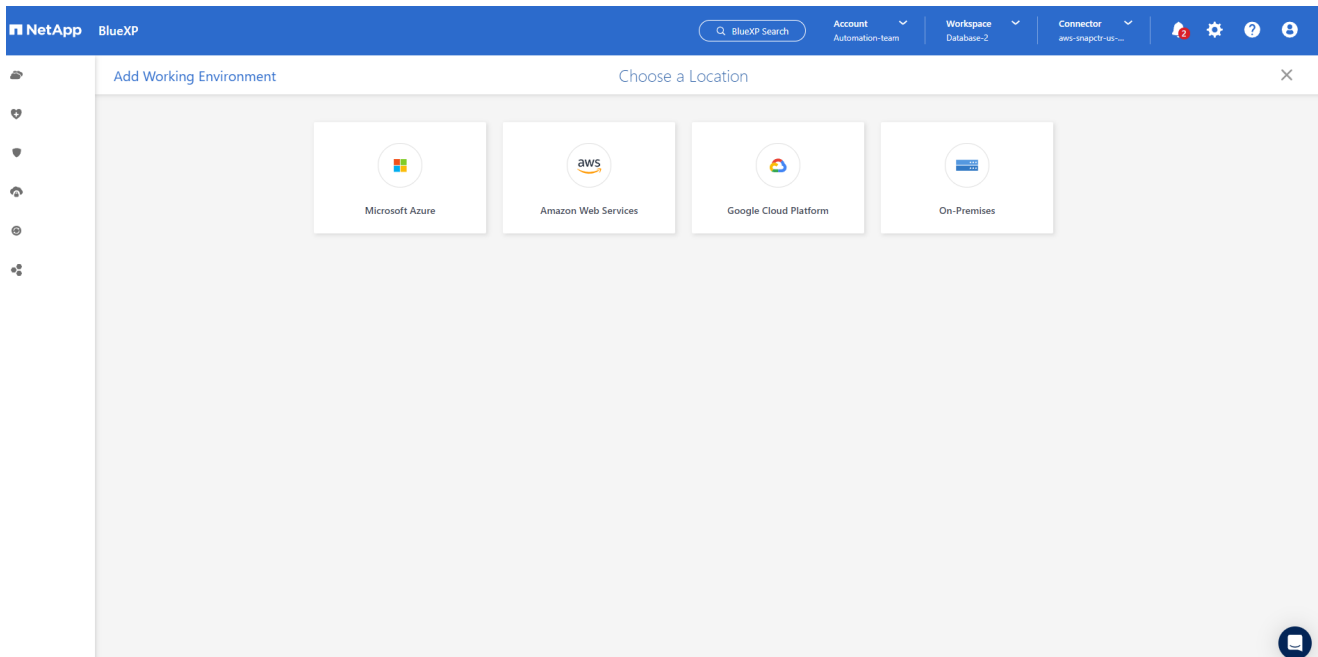 NetApp BlueXP
BlueXP Search
Account
Automation-team
Workspace
Database-2
Connector
aws-snapctr-us-...
2
Add Working Environment
Choose a Location
aws
Microsoft Azure
Amazon Web Services
Google Cloud Platform
On-Premises